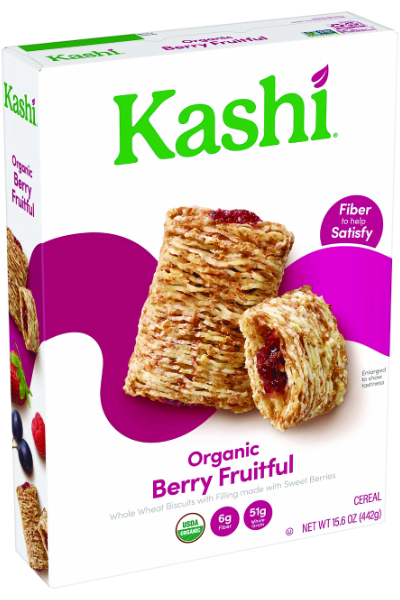 Kashi
Organic
Berry
Fruitful
Kashi
Organic
Berry Fruitful
Kashi
Fiber
to help
Satisfy
Enlarged
to show
tastiness
Organic
Berry Fruitful
Whole Wheat Biscuits with Filling made with Sweet Berries
USDA
ORGANIC
6g
Fiber
51g
Whole
Grain
CEREAL
U
NET WT 15.6 OZ (442g)